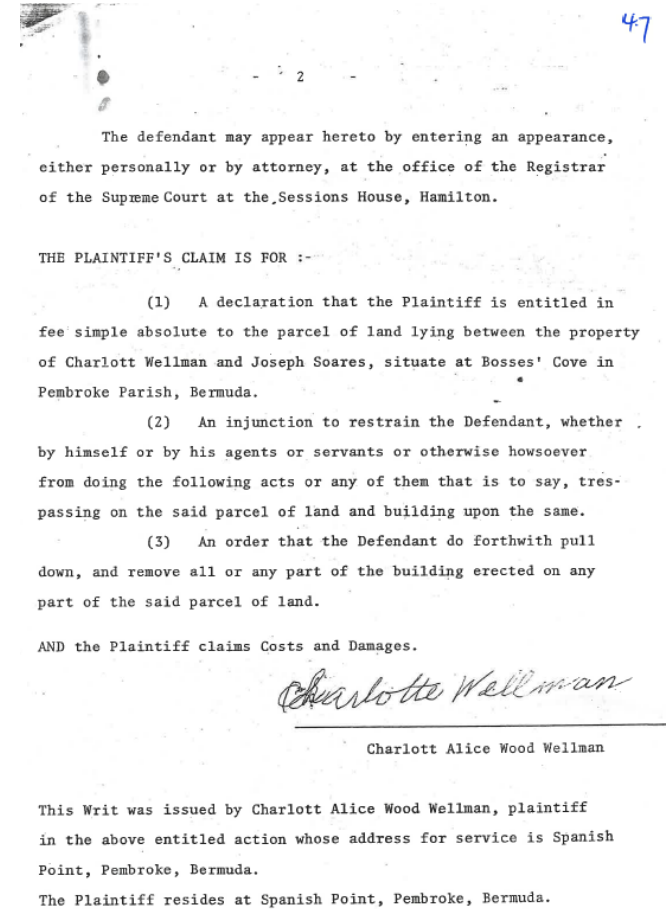 47
- 2 -
The defendant may appear hereto by entering an appearance,
either personally or by attorney, at the office of the Registrar
of the Supreme Court at the Sessions House, Hamilton.
THE PLAINTIFF'S CLAIM IS FOR :-
(1) A declaration that the Plaintiff is entitled in
fee simple absolute to the parcel of land lying between the property
of Charlott Wellman and Joseph Soares, situate at Bosses' Cove in
Pembroke Parish, Bermuda.
(2) An injunction to restrain the Defendant, whether
by himself or by his agents or servants or otherwise howsoever
from doing the following acts or any of them that is to say, tres-
passing on the said parcel of land and building upon the same.
(3) An order that the Defendant do forthwith pull
down, and remove all or any part of the building erected on any
part of the said parcel of land.
AND the Plaintiff claims Costs and Damages.
Charlotte Wellman
Charlott Alice Wood Wellman
This Writ was issued by Charlott Alice Wood Wellman, plaintiff
in the above entitled action whose address for service is Spanish
Point, Pembroke, Bermuda.
The Plaintiff resides at Spanish Point, Pembroke, Bermuda.